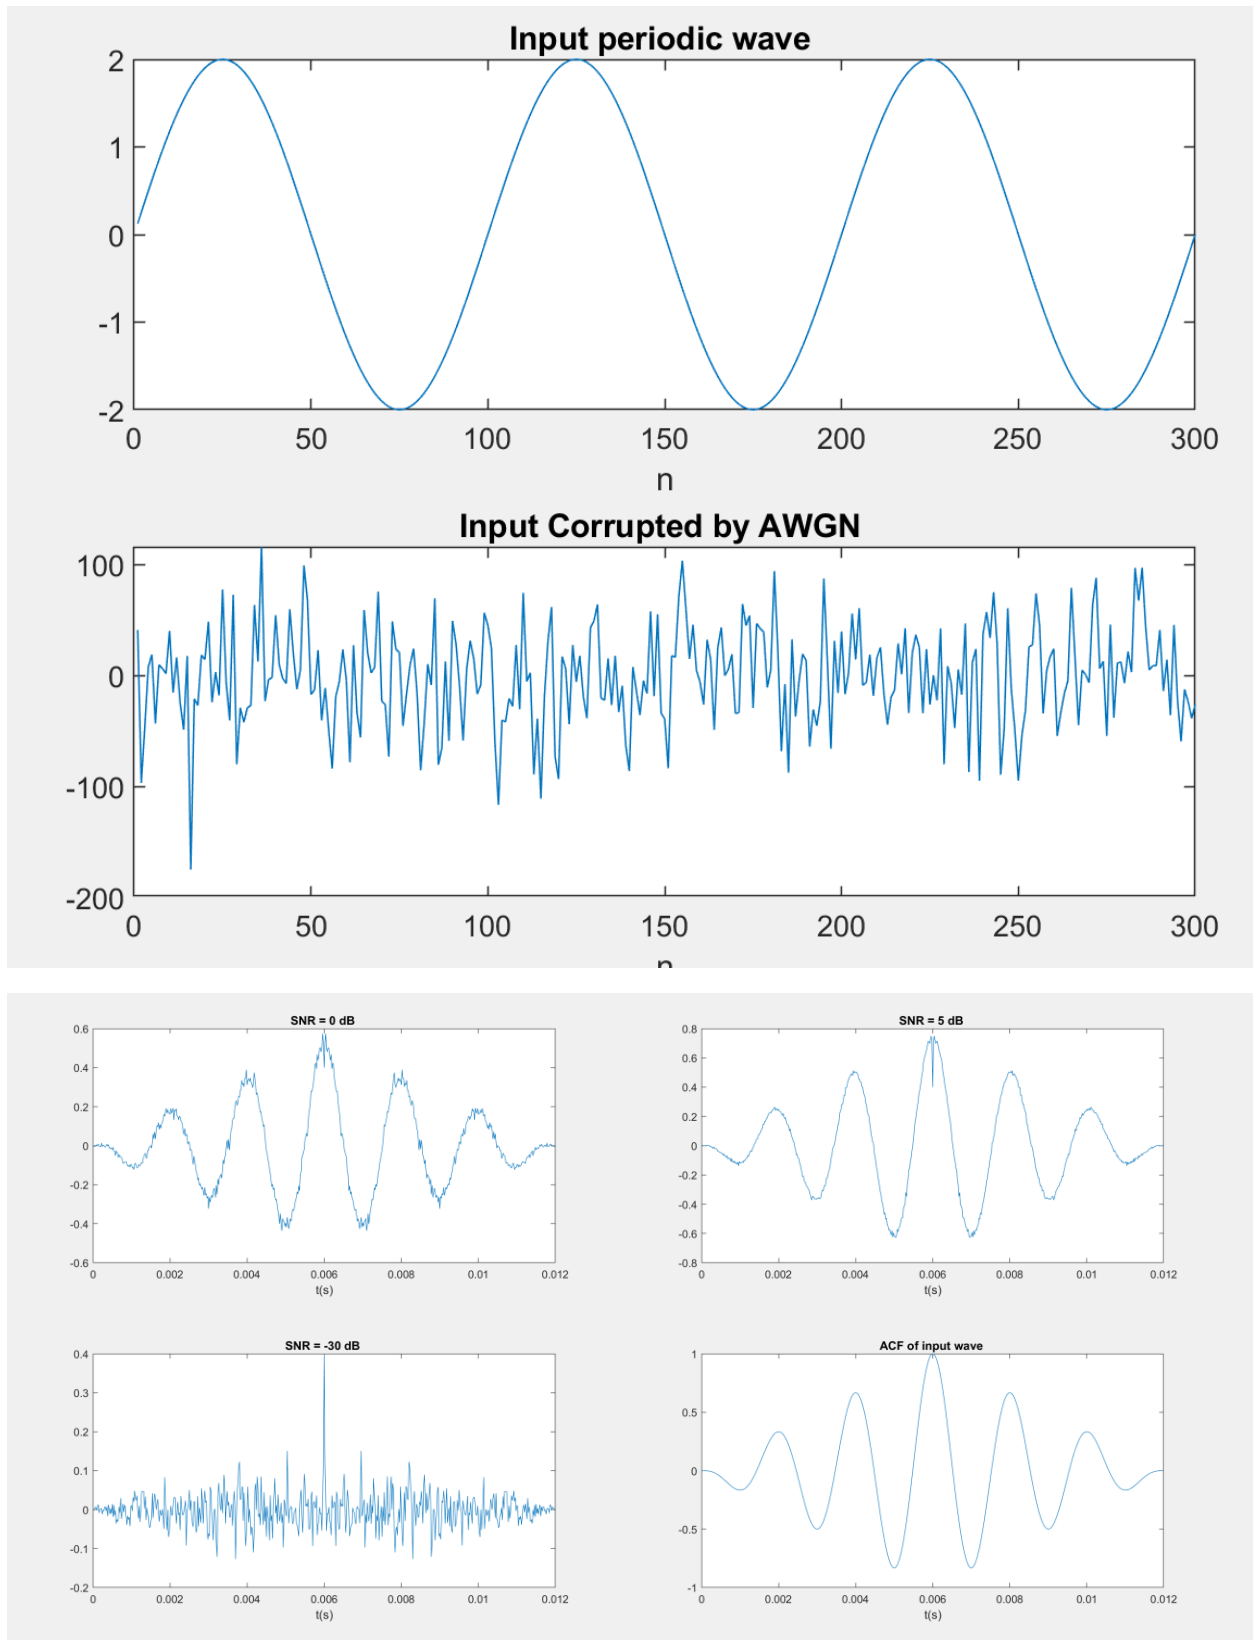 Input periodic wave
2
1
0
-1
-2
0 50 100 150 200 250 300
n
Input Corrupted by AWGN
100
0
-100
-200
0 50 100 150 200 250 300
n
SNR = 0 dB
0.6
0.4
0.2
0
-0.2
-0.4
-0.6
0 0.002 0.004 0.006 0.008 0.01 0.012
t(s)
SNR = 5 dB
0.8
0.6
0.4
0.2
0
-0.2
-0.4
-0.6
-0.8
0 0.002 0.004 0.006 0.008 0.01 0.012
t(s)
SNR = -30 dB
0.4
0.3
0.2
0.1
0
-0.1
-0.2
0 0.002 0.004 0.006 0.008 0.01 0.012
t(s)
ACF of input wave
1
0.5
0
-0.5
-1
0 0.002 0.004 0.006 0.008 0.01 0.012
t(s)